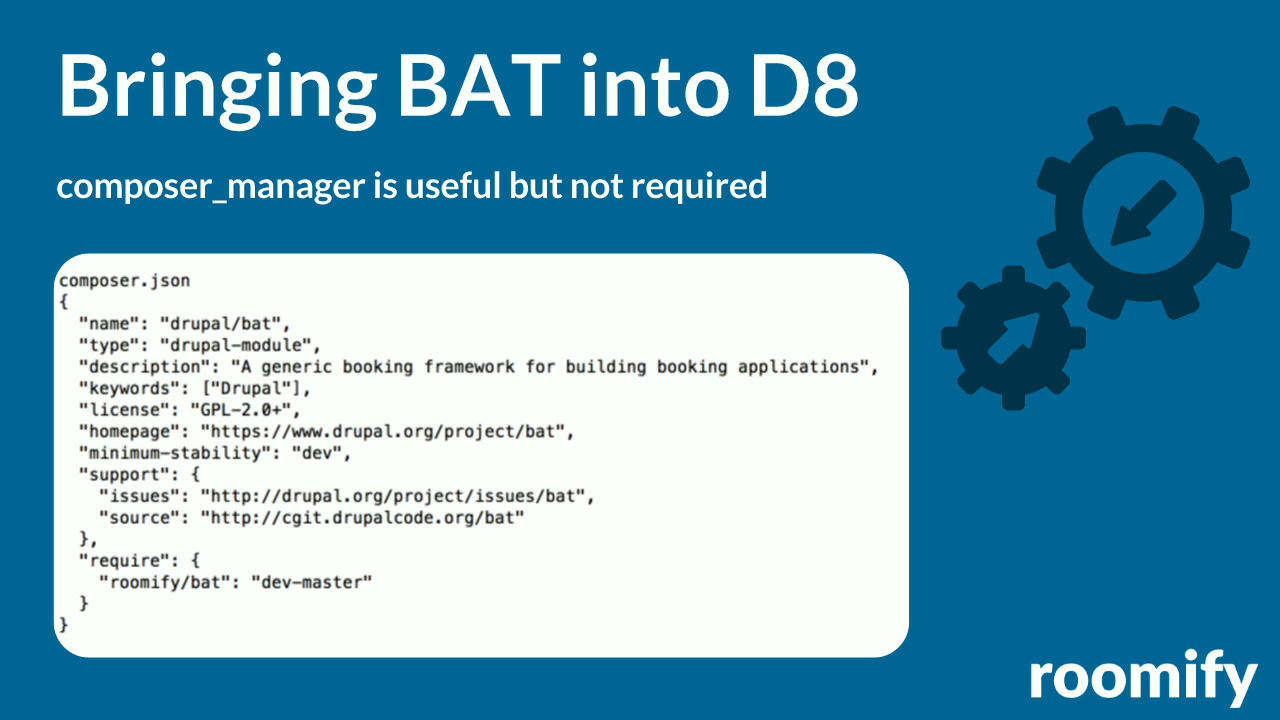 Bringing BAT into D8
composer_manager is useful but not required
composer.json
{
  "name": "drupal/bat",
  "type": "drupal-module",
  "description": "A generic booking framework for building booking applications",
  "keywords": ["Drupal"],
  "license": "GPL-2.0+",
  "homepage": "https://www.drupal.org/project/bat",
  "minimum-stability": "dev",
  "support": {
    "issues": "http://drupal.org/project/issues/bat",
    "source": "http://cgit.drupalcode.org/bat"
  },
  "require": {
    "roomify/bat": "dev-master"
  }
}
roomify